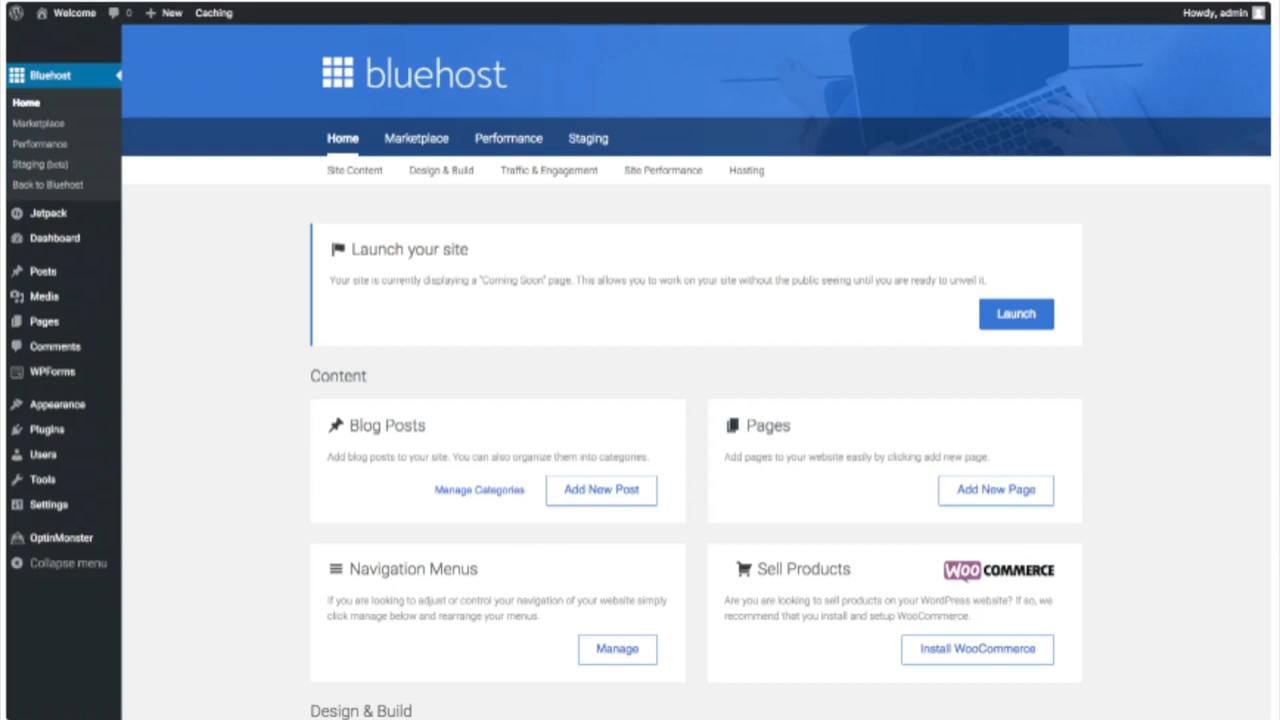 Welcome 0 New Caching Howdy, admin
Bluehost
Home
Marketplace
Performance
Staging (beta)
Back to Bluehost
Jetpack
Dashboard
Posts
Media
Pages
Comments
WPForms
Appearance
Plugins
Users
Tools
Settings
OptinMonster
Collapse menu
bluehost
Home Marketplace Performance Staging
Site Content Design & Build Traffic & Engagement Site Performance Hosting
Launch your site
Your site is currently displaying a "Coming Soon" page. This allows you to work on your site without the public seeing until you are ready to unveil it.
Launch
Content
Blog Posts
Add blog posts to your site. You can also organize them into categories.
Manage Categories Add New Post
Pages
Add pages to your website easily by clicking add new page.
Add New Page
Navigation Menus
If you are looking to adjust or control your navigation of your website simply
click manage below and rearrange your menus.
Manage
Sell Products WOOCOMMERCE
Are you are looking to sell products on your WordPress website? If so, we
recommend that you install and setup WooCommerce.
Install WooCommerce
Design & Build